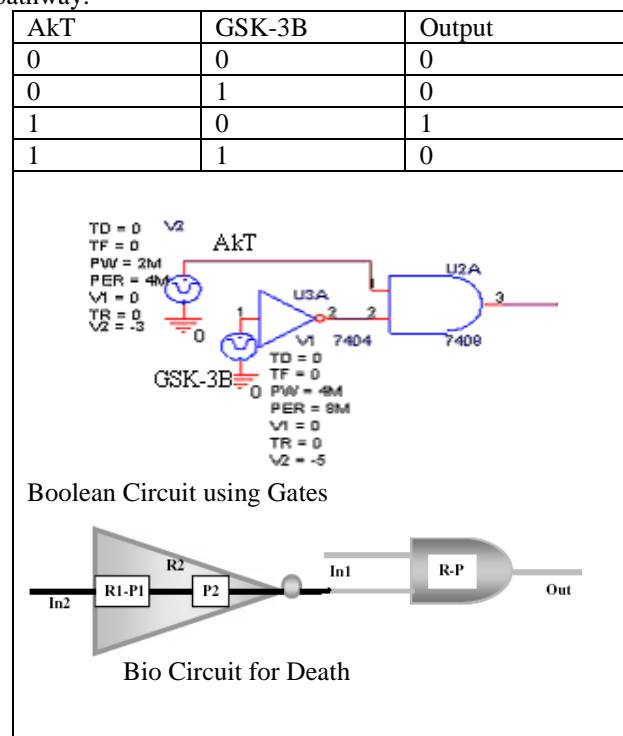 pathway.
AkT GSK-3B Output
0 0 0
0 1 0
1 0 1
1 1 0
TD = 0 V2
TF = 0
PW = 2M
PER = 4M
V1 = 0
TR = 0
V2 = -3
0
AkT
1
U2A
3
U3A
1 2 2
V1 7404 7408
GSK-3B
0
TD = 0
TF = 0
PW = 4M
PER = 8M
V1 = 0
TR = 0
V2 = -5
Boolean Circuit using Gates
R2
In2 R1-P1 P2
In1 R-P Out
Bio Circuit for Death